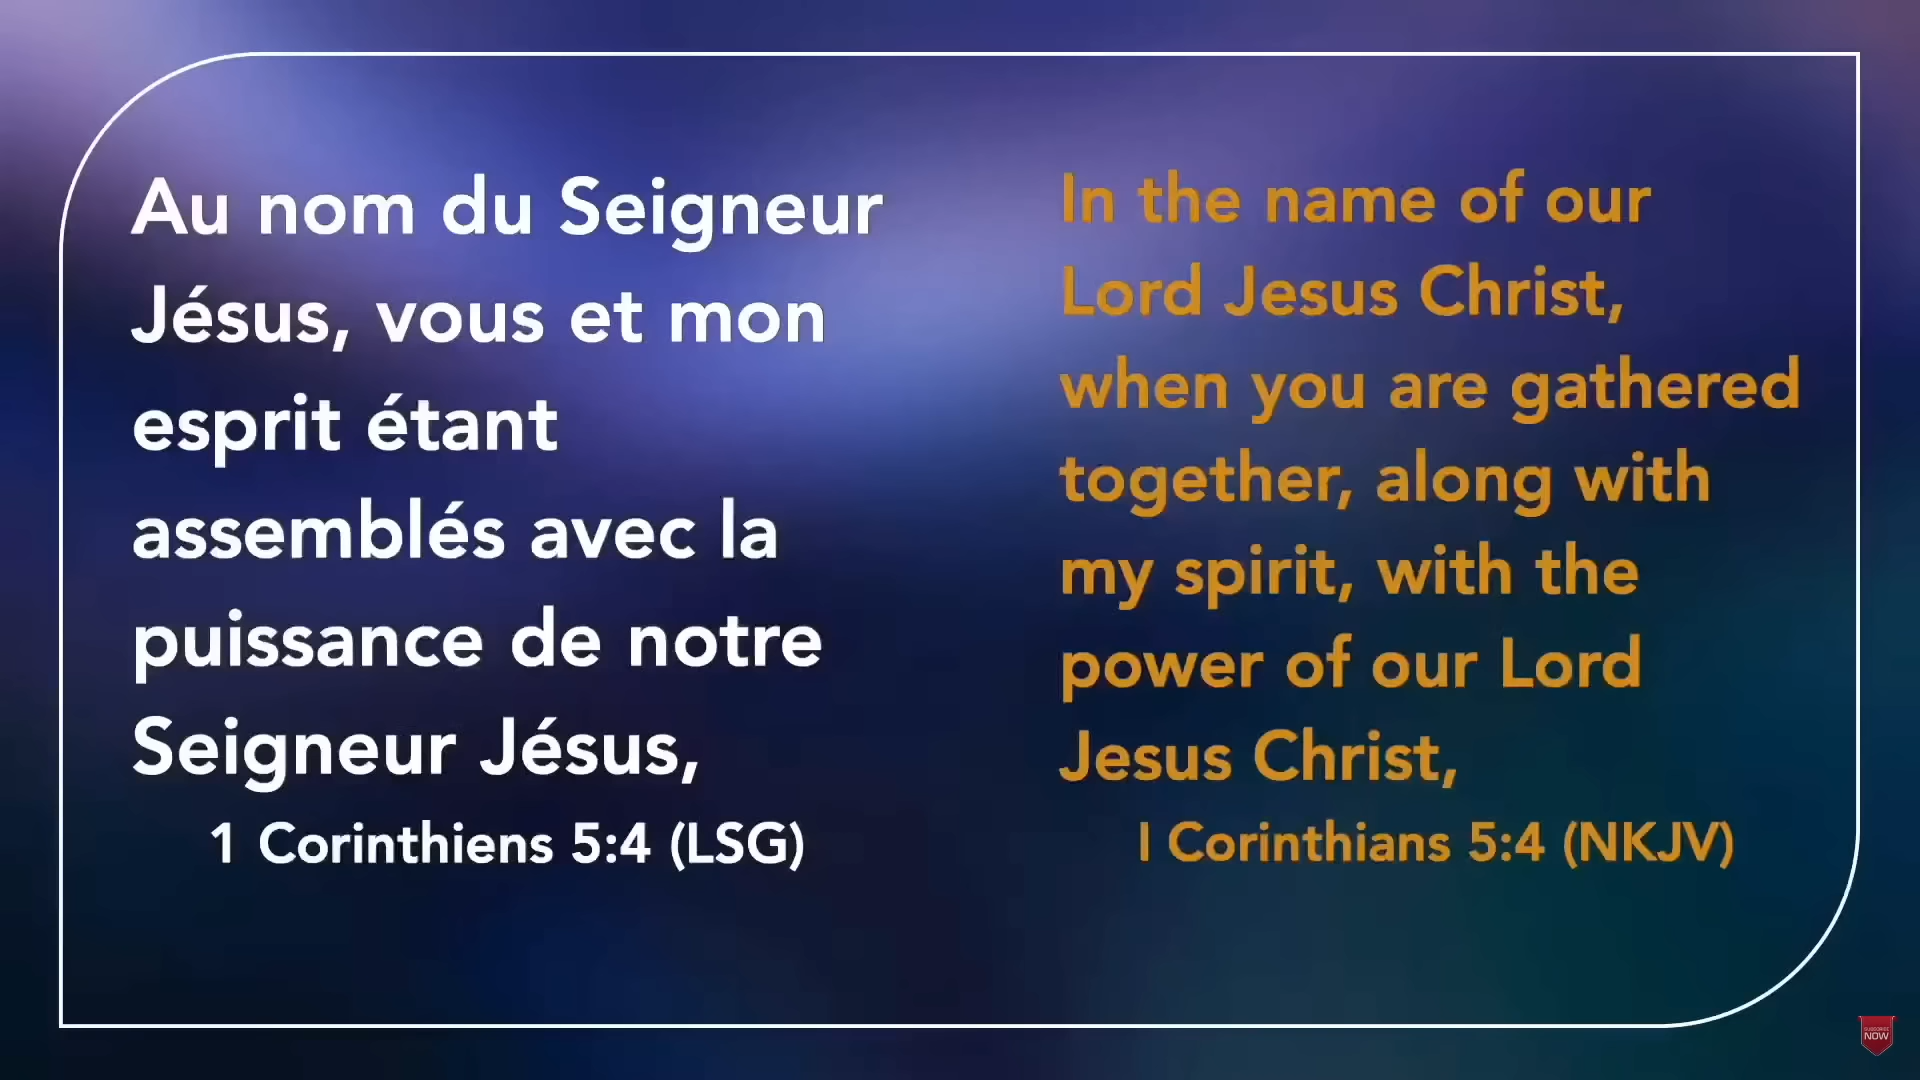 Au nom du Seigneur
Jésus, vous et mon
esprit étant
assemblés avec la
puissance de notre
Seigneur Jésus,
1 Corinthiens 5:4 (LSG)
In the name of our
Lord Jesus Christ,
when you are gathered
together, along with
my spirit, with the
power of our Lord
Jesus Christ,
I Corinthians 5:4 (NKJV)
SUBSCRIBE
NOW